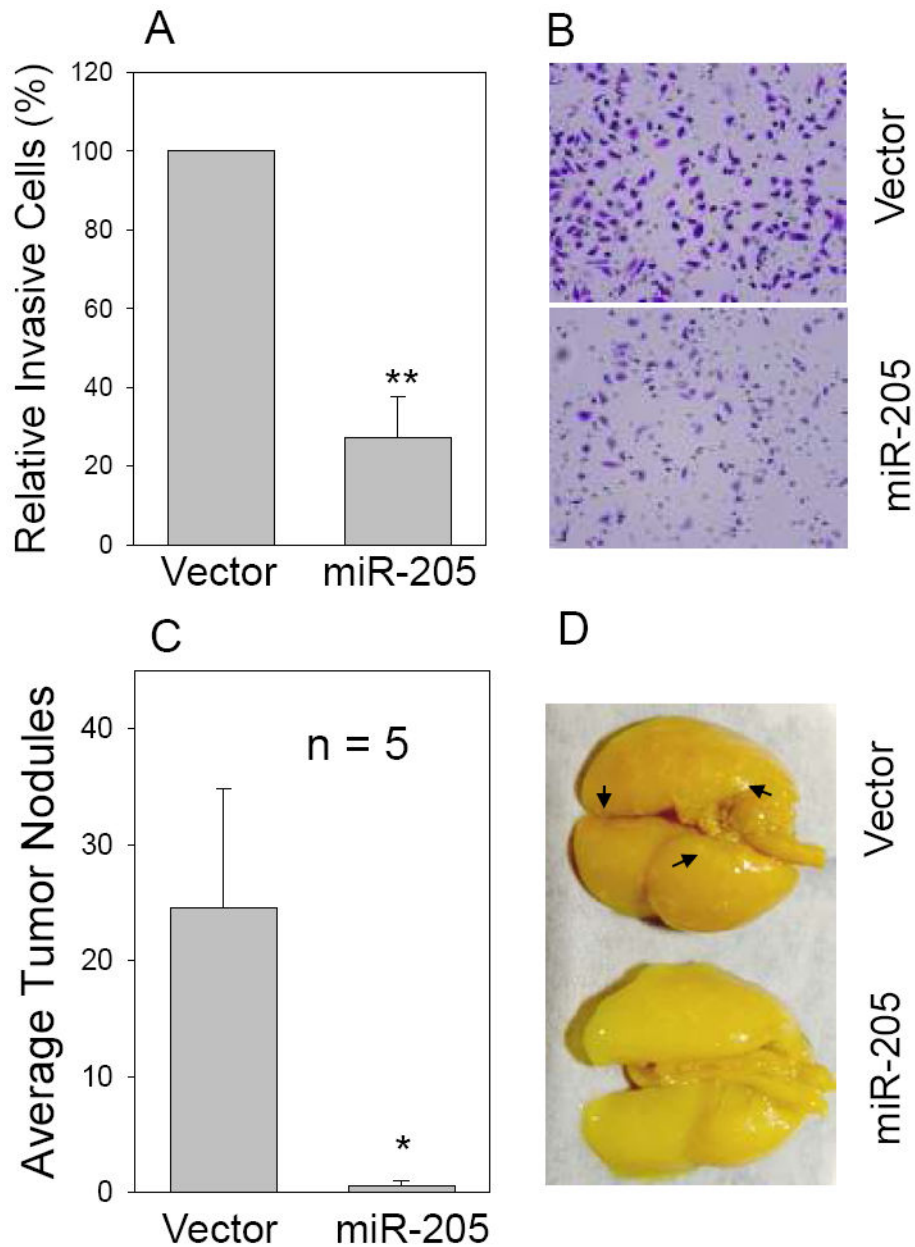 A
Relative Invasive Cells (%)
120
100
80
60
40
20
0
**
Vector
miR-205
B
Vector
miR-205
C
Average Tumor Nodules
40
30
20
10
0
n = 5
*
Vector
miR-205
D
Vector
miR-205